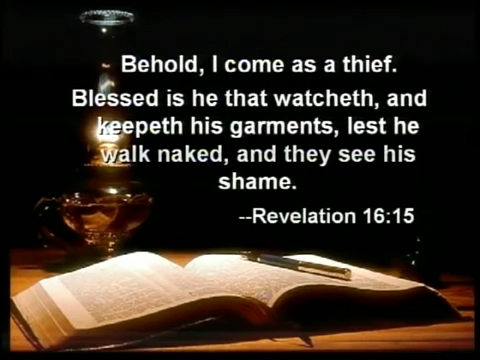 Behold, I come as a thief.
Blessed is he that watcheth, and
keepeth his garments, lest he
walk naked, and they see his
shame.
--Revelation 16:15